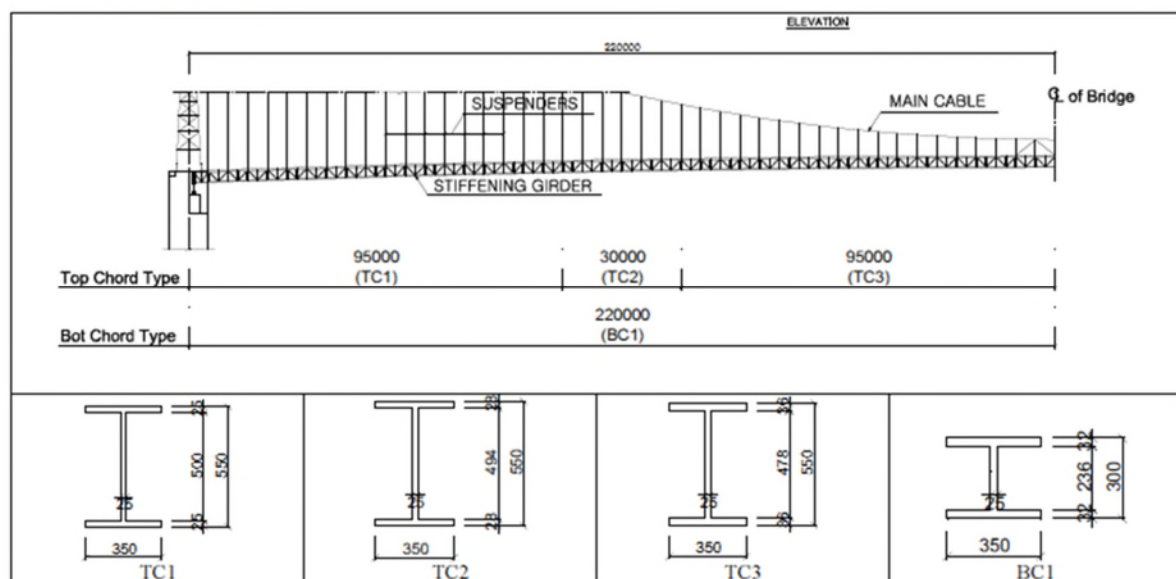 ELEVATION
220000
SUSPENDERS
MAIN CABLE
℄ of Bridge
STIFFENING GIRDER
95000 30000 95000
Top Chord Type (TC1) (TC2) (TC3)
220000
Bot Chord Type (BC1)
25 500 550 25 25 350 TC1
28 494 550 25 28 350 TC2
36 478 550 25 36 350 TC3
32 236 300 25 32 350 BC1